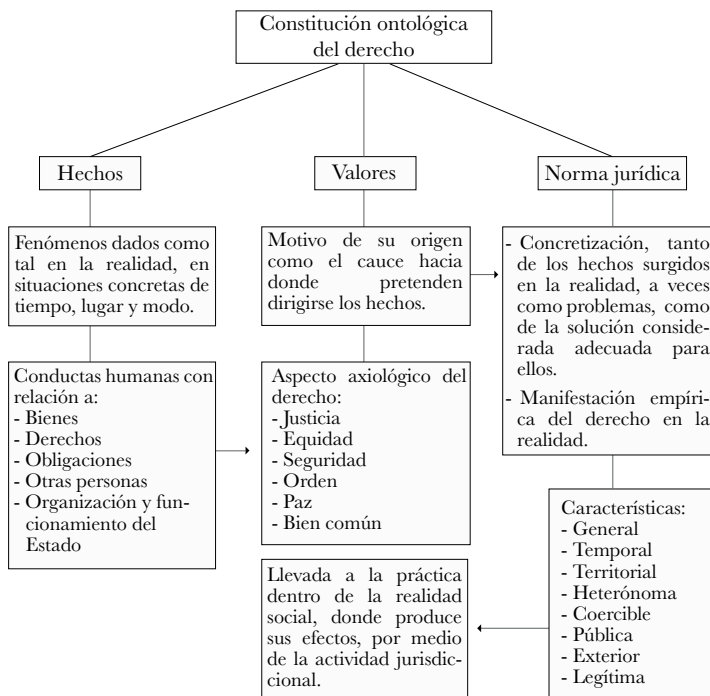 Constitución ontológica
del derecho
Hechos
Valores
Norma jurídica
Fenómenos dados como
tal en la realidad, en
situaciones concretas de
tiempo, lugar y modo.
Motivo de su origen
como el cauce hacia
donde pretenden
dirigirse los hechos.
- Concretización, tanto
de los hechos surgidos
en la realidad, a veces
como problemas, como
de la solución conside-
rada adecuada para
ellos.
- Manifestación empíri-
ca del derecho en la
realidad.
Conductas humanas con
relación a:
- Bienes
- Derechos
- Obligaciones
- Otras personas
- Organización y fun-
cionamiento del
Estado
Aspecto axiológico del
derecho:
- Justicia
- Equidad
- Seguridad
- Orden
- Paz
- Bien común
Características:
- General
- Temporal
- Territorial
- Heterónoma
- Coercible
- Pública
- Exterior
- Legítima
Llevada a la práctica
dentro de la realidad
social, donde produce
sus efectos, por medio
de la actividad jurisdic-
cional.